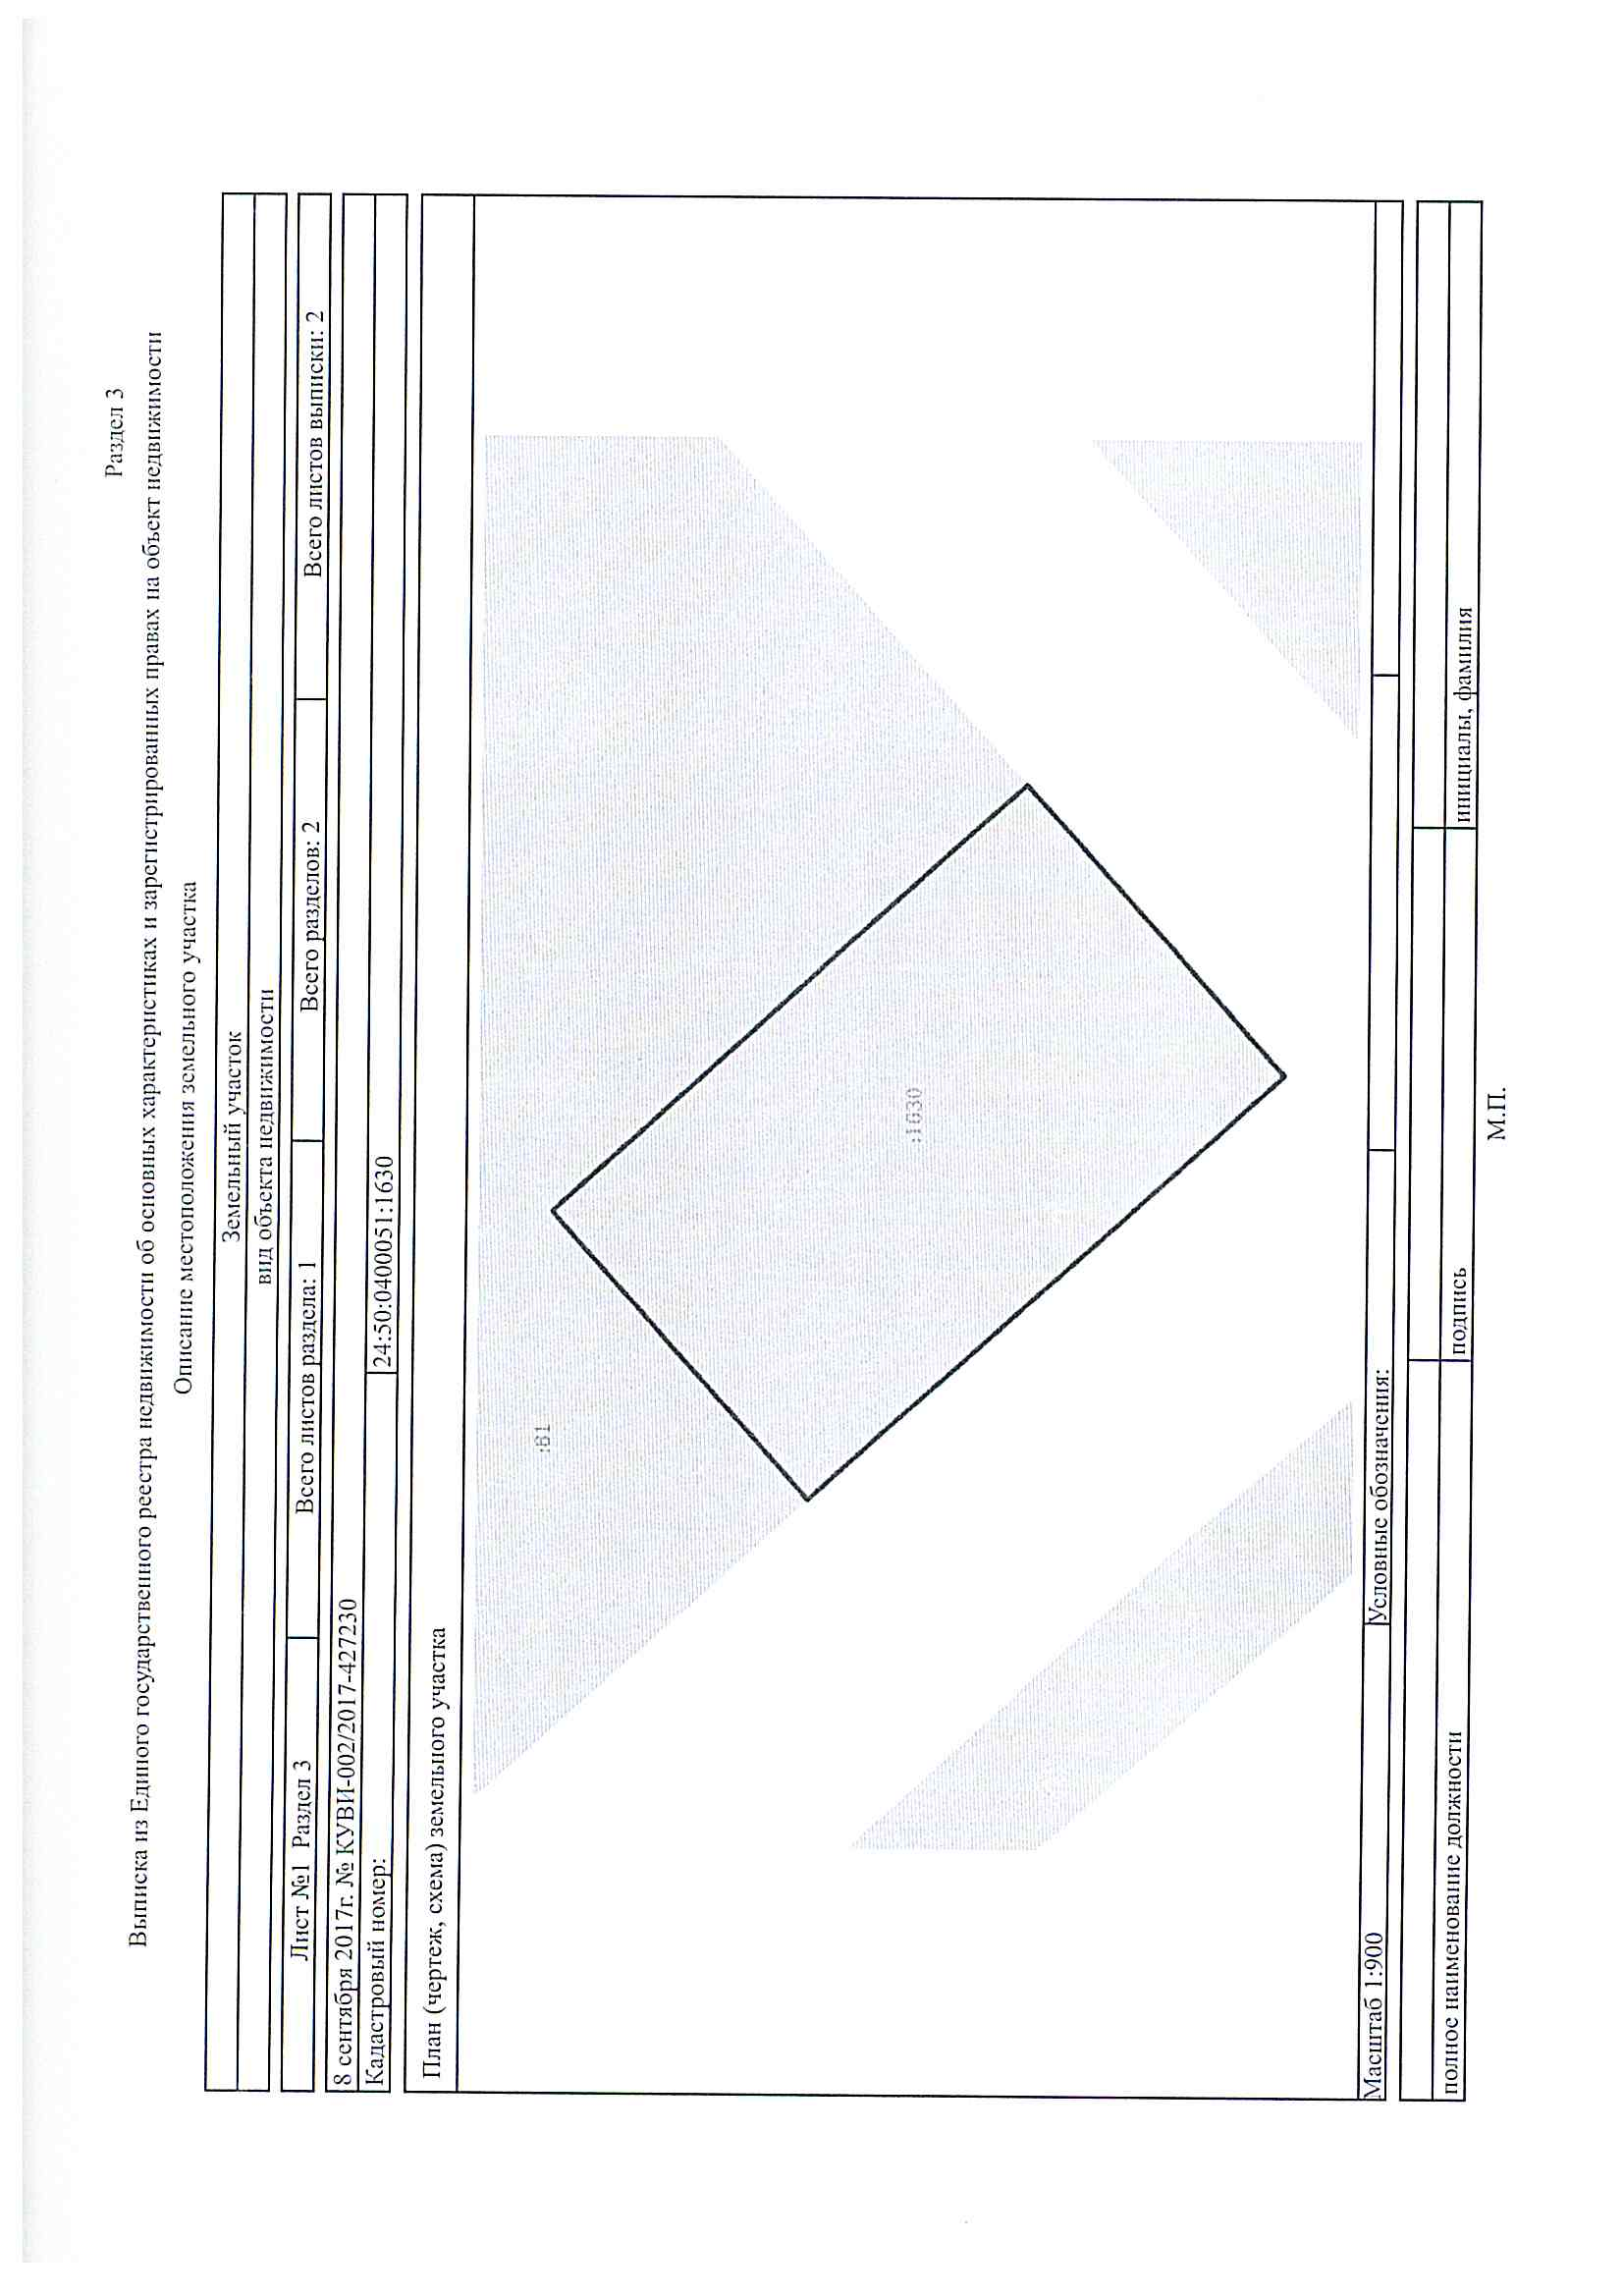 Раздел 3
Выписка из Единого государственного реестра недвижимости об основных характеристиках и зарегистрированных правах на объект недвижимости
Описание местоположения земельного участка
Земельный участок
вид объекта недвижимости
Лист №1 Раздел 3 Всего листов раздела: 1 Всего разделов: 2 Всего листов выписки: 2
8 сентября 2017г. № КУВИ-002/2017-427230
Кадастровый номер: 24:50:0400051:1630
План (чертеж, схема) земельного участка
:61
:1630
Масштаб 1:900 Условные обозначения:
полное наименование должности подпись инициалы, фамилия
М.П.